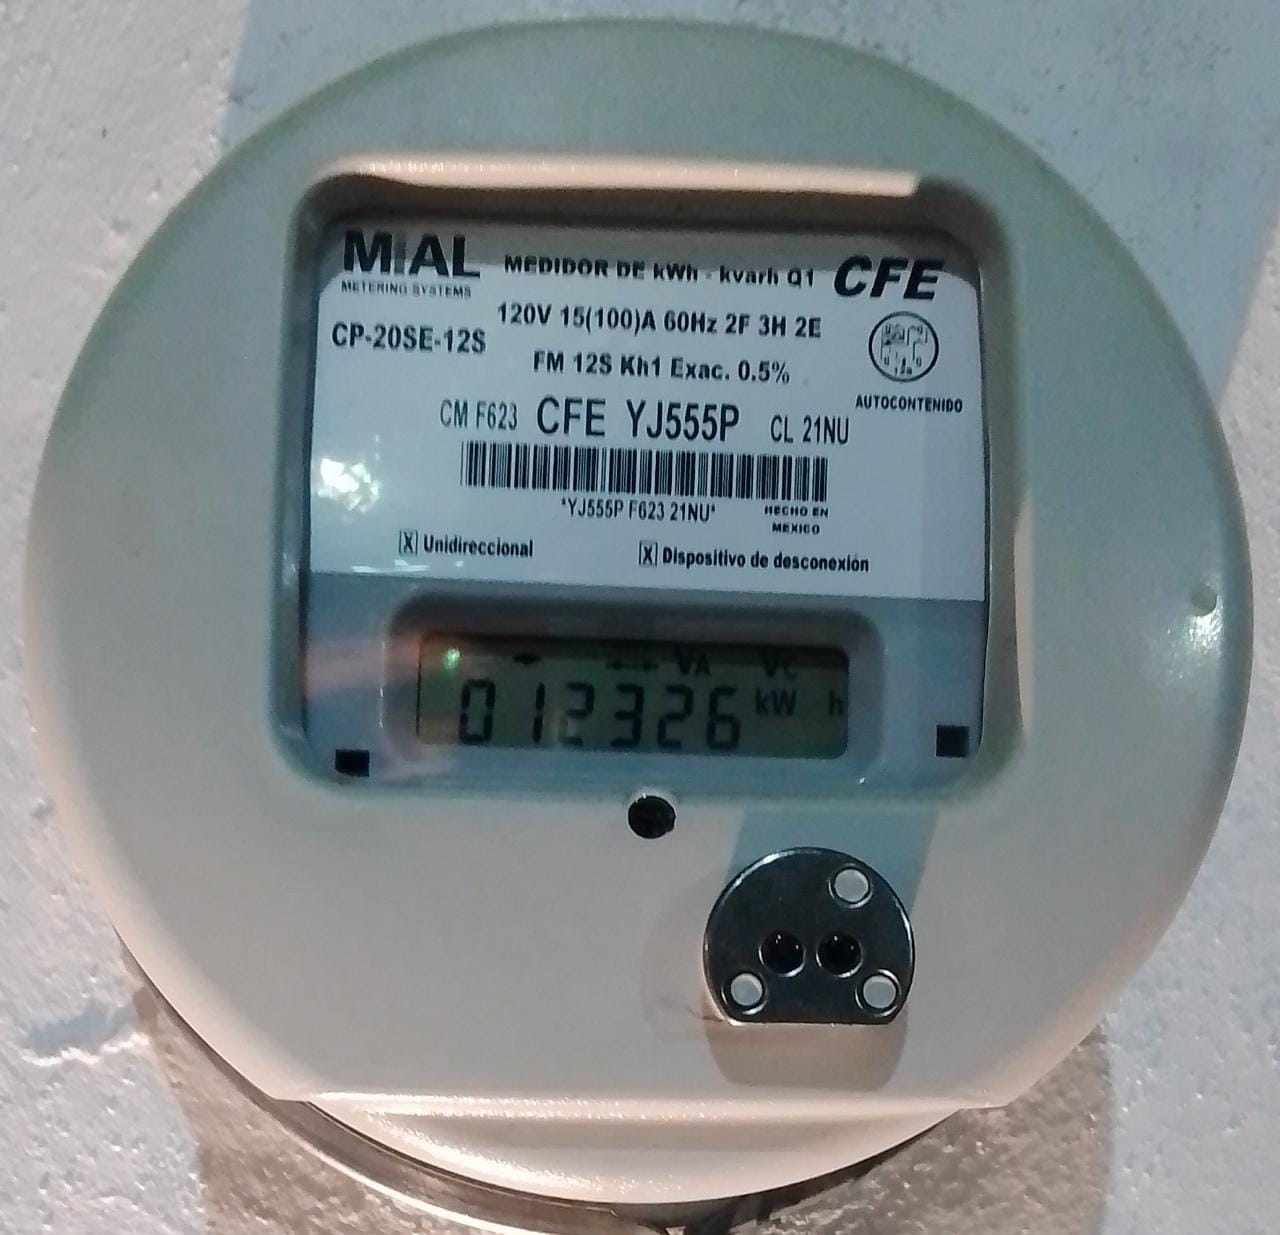 MIAL MEDIDOR DE kWh - kvarh Q1 CFE
METERING SYSTEMS
120V 15(100)A 60Hz 2F 3H 2E
CP-20SE-12S
FM 12S Kh1 Exac. 0.5%
AUTOCONTENIDO
CM F623 CFE YJ555P CL 21NU
*YJ555P F623 21NU*
HECHO EN
MEXICO
X Unidireccional
X Dispositivo de desconexión
VA VC
012326 kW h